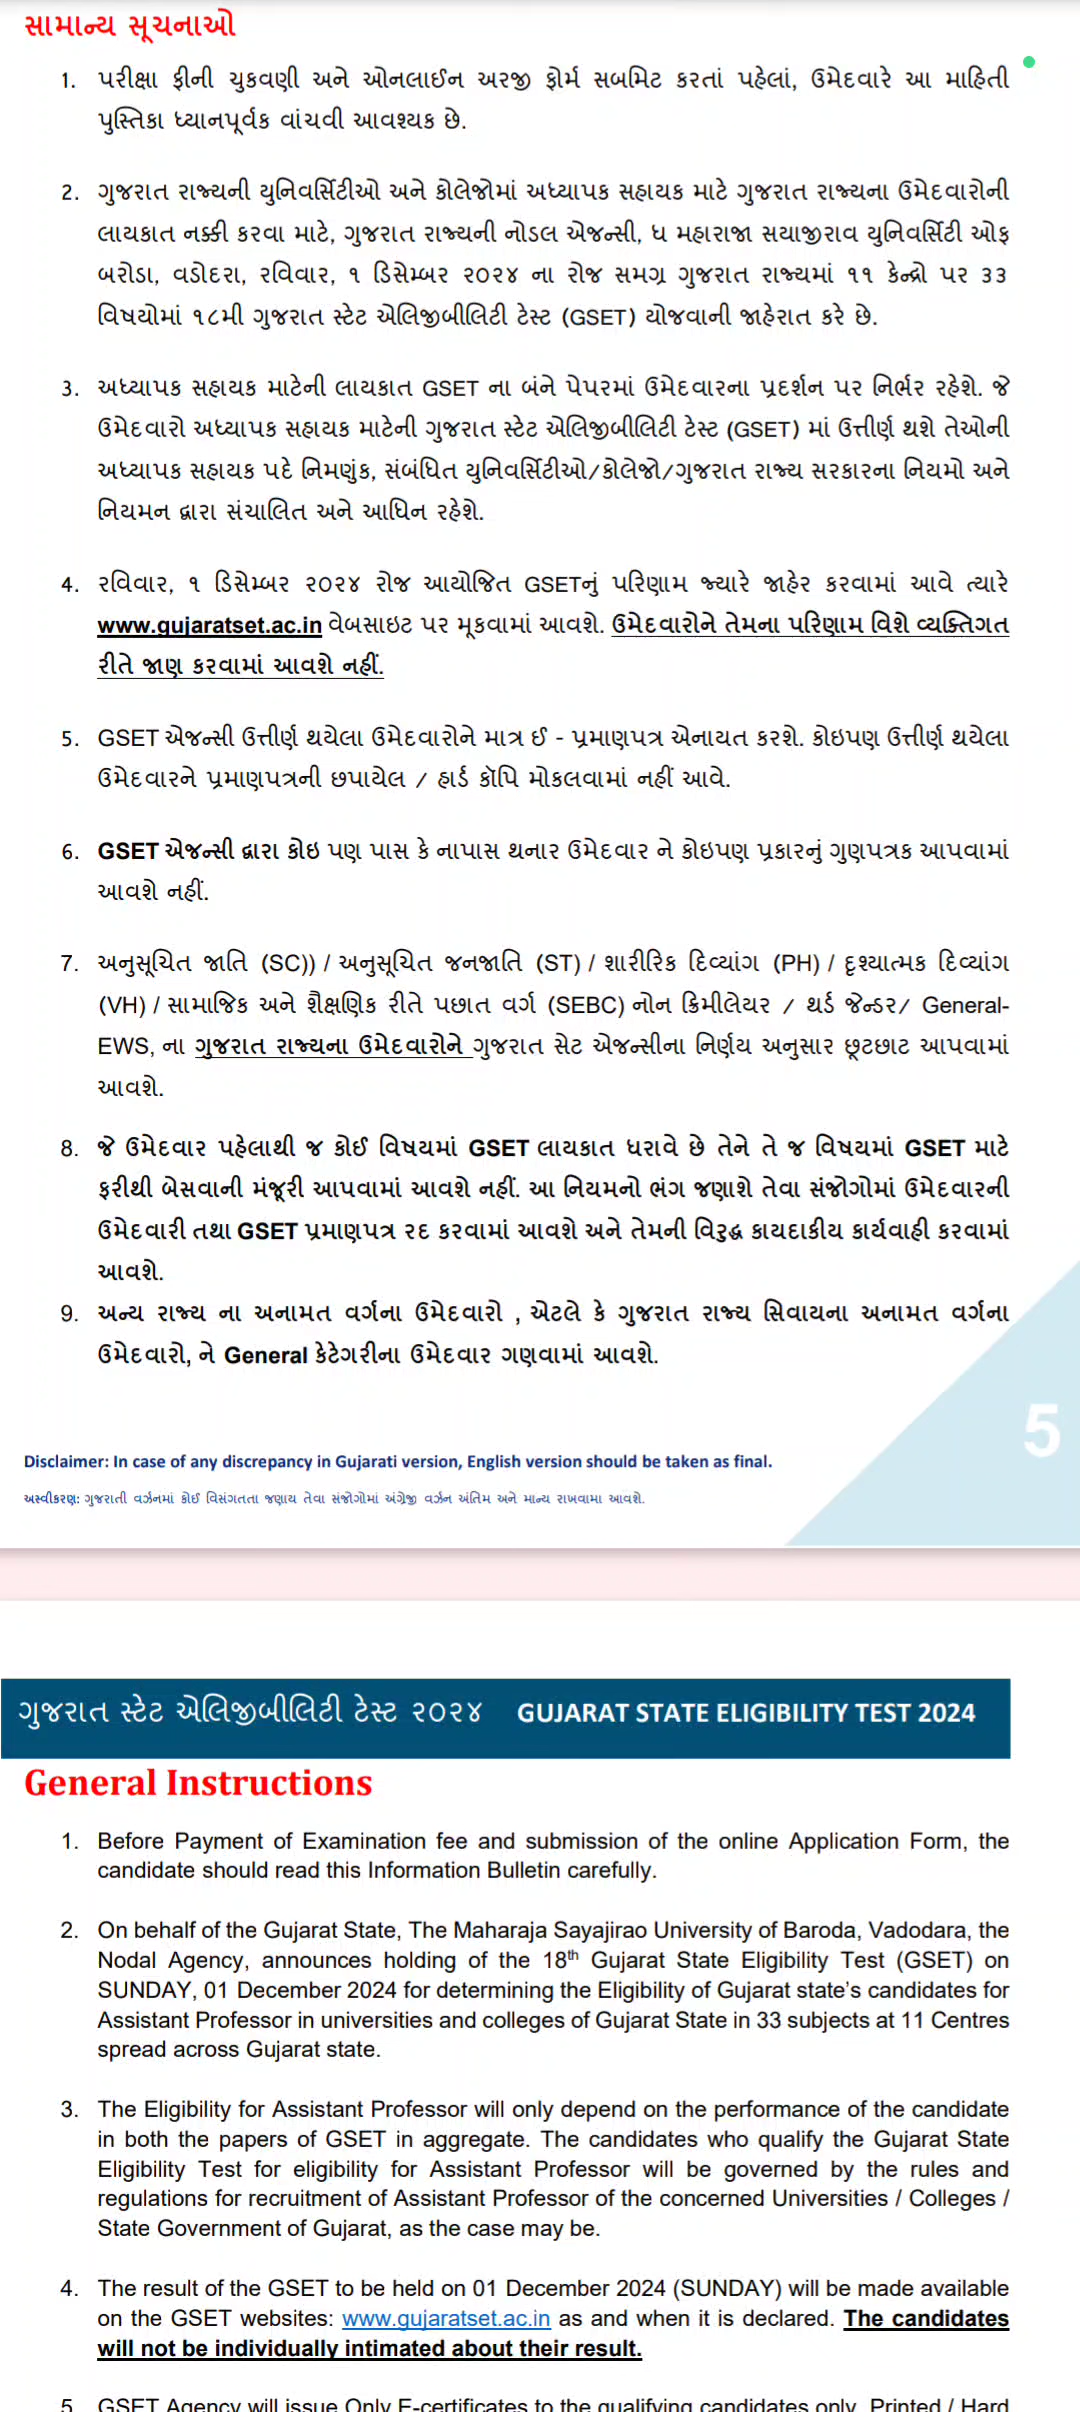 સામાન્ય સૂચનાઓ
1. પરીક્ષા ફીની ચુકવણી અને ઓનલાઈન અરજી ફોર્મ સબમિટ કરતાં પહેલાં, ઉમેદવારે આ માહિતી
પુસ્તિકા ધ્યાનપૂર્વક વાંચવી આવશ્યક છે.
2. ગુજરાત રાજ્યની યુનિવર્સિટીઓ અને કોલેજોમાં અધ્યાપક સહાયક માટે ગુજરાત રાજ્યના ઉમેદવારોની
લાયકાત નક્કી કરવા માટે, ગુજરાત રાજ્યની નોડલ એજન્સી, ધ મહારાજા સયાજીરાવ યુનિવર્સિટી ઓફ
બરોડા, વડોદરા, રવિવાર, ૧ ડિસેમ્બર ૨૦૨૪ ના રોજ સમગ્ર ગુજરાત રાજ્યમાં ૧૧ કેન્દ્રો પર ૩૩
વિષયોમાં ૧૮મી ગુજરાત સ્ટેટ એલિજીબીલિટી ટેસ્ટ (GSET) યોજવાની જાહેરાત કરે છે.
3. અધ્યાપક સહાયક માટેની લાયકાત GSET ના બંને પેપરમાં ઉમેદવારના પ્રદર્શન પર નિર્ભર રહેશે. જે
ઉમેદવારો અધ્યાપક સહાયક માટેની ગુજરાત સ્ટેટ એલિજીબીલિટી ટેસ્ટ (GSET) માં ઉત્તીર્ણ થશે તેઓની
અધ્યાપક સહાયક પદે નિમણુંક, સંબંધિત યુનિવર્સિટીઓ/કોલેજો/ગુજરાત રાજ્ય સરકારના નિયમો અને
નિયમન દ્વારા સંચાલિત અને આધિન રહેશે.
4. રવિવાર, ૧ ડિસેમ્બર ૨૦૨૪ રોજ આયોજિત GSETનું પરિણામ જ્યારે જાહેર કરવામાં આવે ત્યારે
www.gujaratset.ac.in વેબસાઇટ પર મૂકવામાં આવશે. ઉમેદવારોને તેમના પરિણામ વિશે વ્યક્તિગત
રીતે જાણ કરવામાં આવશે નહીં.
5. GSET એજન્સી ઉત્તીર્ણ થયેલા ઉમેદવારોને માત્ર ઈ - પ્રમાણપત્ર એનાયત કરશે. કોઇપણ ઉત્તીર્ણ થયેલા
ઉમેદવારને પ્રમાણપત્રની છપાયેલ / હાર્ડ કૉપિ મોકલવામાં નહીં આવે.
6. GSET એજન્સી દ્વારા કોઇ પણ પાસ કે નાપાસ થનાર ઉમેદવાર ને કોઇપણ પ્રકારનું ગુણપત્રક આપવામાં
આવશે નહીં.
7. અનુસૂચિત જાતિ (SC)) / અનુસૂચિત જનજાતિ (ST) / શારીરિક દિવ્યાંગ (PH) / દૃશ્યાત્મક દિવ્યાંગ
(VH) / સામાજિક અને શૈક્ષણિક રીતે પછાત વર્ગ (SEBC) નોન ક્રિમીલેયર / થર્ડ જેન્ડર/ General-
EWS, ના ગુજરાત રાજ્યના ઉમેદવારોને ગુજરાત સેટ એજન્સીના નિર્ણય અનુસાર છૂટછાટ આપવામાં
આવશે.
8. જે ઉમેદવાર પહેલાથી જ કોઈ વિષયમાં GSET લાયકાત ધરાવે છે તેને તે જ વિષયમાં GSET માટે
ફરીથી બેસવાની મંજૂરી આપવામાં આવશે નહીં. આ નિયમનો ભંગ જણાશે તેવા સંજોગોમાં ઉમેદવારની
ઉમેદવારી તથા GSET પ્રમાણપત્ર રદ કરવામાં આવશે અને તેમની વિરુદ્ધ કાયદાકીય કાર્યવાહી કરવામાં
આવશે.
9. અન્ય રાજ્ય ના અનામત વર્ગના ઉમેદવારો , એટલે કે ગુજરાત રાજ્ય સિવાયના અનામત વર્ગના
ઉમેદવારો, ને General કેટેગરીના ઉમેદવાર ગણવામાં આવશે.
5
Disclaimer: In case of any discrepancy in Gujarati version, English version should be taken as final.
અસ્વીકરણ: ગુજરાતી વર્ઝનમાં કોઈ વિસંગતતા જણાય તેવા સંજોગોમાં અંગ્રેજી વર્ઝન અંતિમ અને માન્ય રાખવામા આવશે.
ગુજરાત સ્ટેટ એલિજીબીલિટી ટેસ્ટ ૨૦૨૪ GUJARAT STATE ELIGIBILITY TEST 2024
General Instructions
1. Before Payment of Examination fee and submission of the online Application Form, the
candidate should read this Information Bulletin carefully.
2. On behalf of the Gujarat State, The Maharaja Sayajirao University of Baroda, Vadodara, the
Nodal Agency, announces holding of the 18th Gujarat State Eligibility Test (GSET) on
SUNDAY, 01 December 2024 for determining the Eligibility of Gujarat state’s candidates for
Assistant Professor in universities and colleges of Gujarat State in 33 subjects at 11 Centres
spread across Gujarat state.
3. The Eligibility for Assistant Professor will only depend on the performance of the candidate
in both the papers of GSET in aggregate. The candidates who qualify the Gujarat State
Eligibility Test for eligibility for Assistant Professor will be governed by the rules and
regulations for recruitment of Assistant Professor of the concerned Universities / Colleges /
State Government of Gujarat, as the case may be.
4. The result of the GSET to be held on 01 December 2024 (SUNDAY) will be made available
on the GSET websites: www.gujaratset.ac.in as and when it is declared. The candidates
will not be individually intimated about their result.
5. GSET Agency will issue Only E-certificates to the qualifying candidates only. Printed / Hard